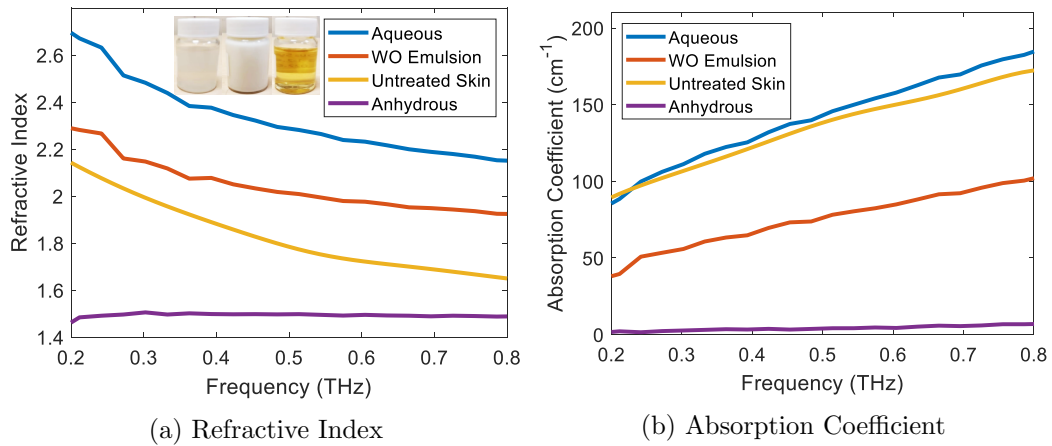 2.6
2.4
2.2
2
1.8
1.6
1.4
Refractive Index
Aqueous
WO Emulsion
Untreated Skin
Anhydrous
0.2 0.3 0.4 0.5 0.6 0.7 0.8
Frequency (THz)
(a) Refractive Index
200
150
100
50
0
Absorption Coefficient (cm⁻¹)
Aqueous
WO Emulsion
Untreated Skin
Anhydrous
0.2 0.3 0.4 0.5 0.6 0.7 0.8
Frequency (THz)
(b) Absorption Coefficient